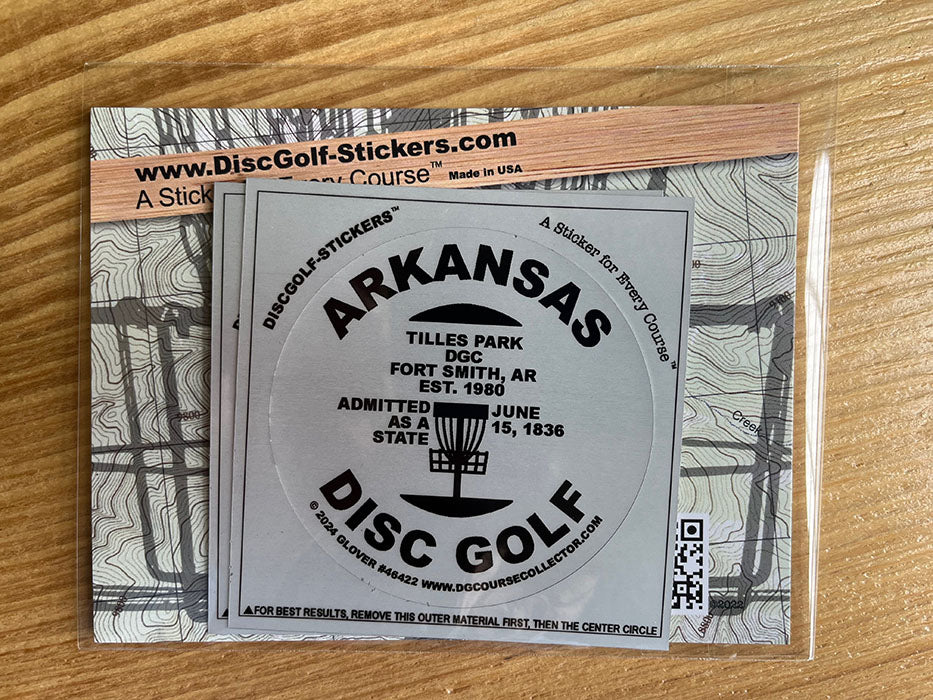 www.DiscGolf-Stickers.com
A Stick Every Course™ Made in USA
DISCGOLF-STICKERS™
A Sticker for Every Course™
ARKANSAS
TILLES PARK
DGC
FORT SMITH, AR
EST. 1980
ADMITTED
AS A
STATE
JUNE
15, 1836
DISC GOLF
© 2024 GLOVER #46422 WWW.DGCOURSECOLLECTOR.COM
▲FOR BEST RESULTS, REMOVE THIS OUTER MATERIAL FIRST, THEN THE CENTER CIRCLE
9800
Creek
©2022